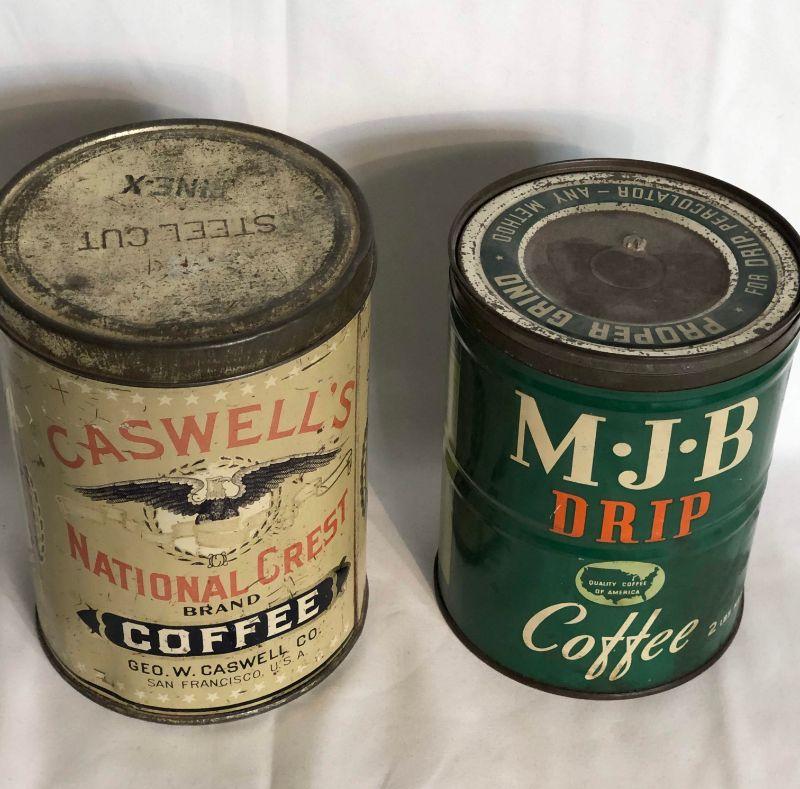 FINE-X
STEEL CUT
CASWELL'S
NATIONAL CREST
BRAND
COFFEE
GEO. W. CASWELL CO.
SAN FRANCISCO, U.S.A.
PROPER GRIND
FOR DRIP, PERCOLATOR – ANY METHOD
M·J·B
DRIP
QUALITY COFFEE
OF AMERICA
Coffee
2